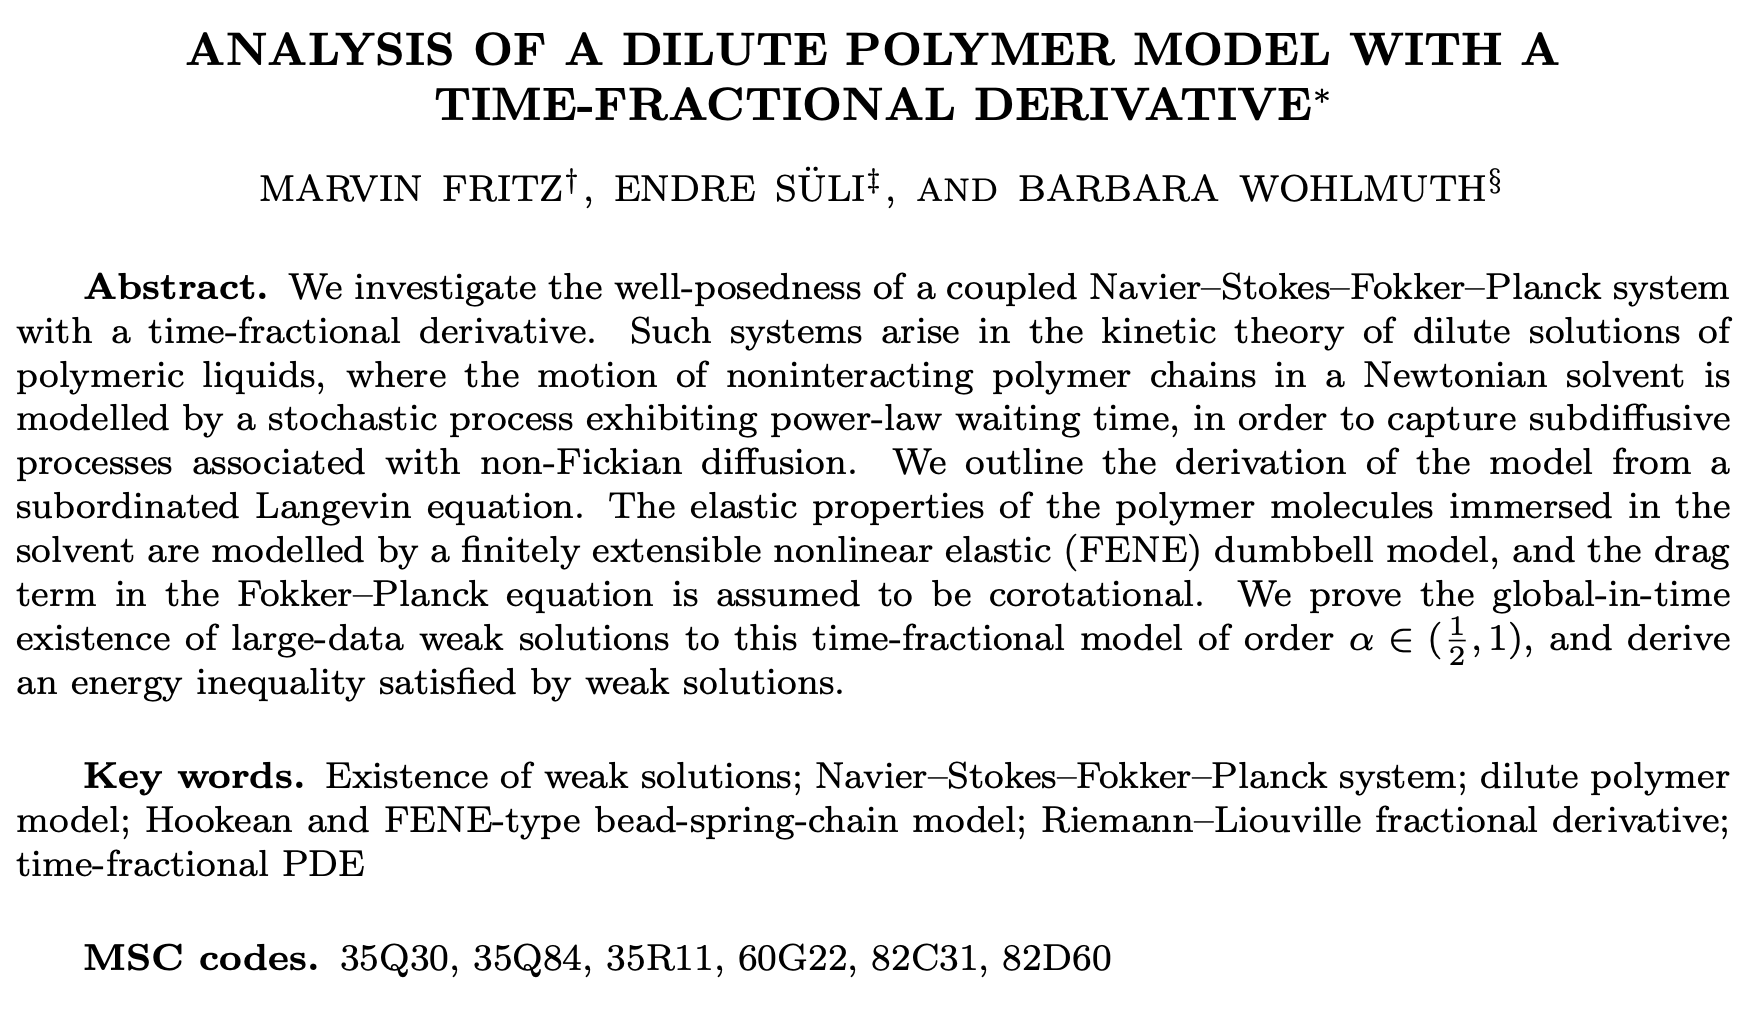 ANALYSIS OF A DILUTE POLYMER MODEL WITH A
TIME-FRACTIONAL DERIVATIVE*
MARVIN FRITZ†, ENDRE SÜLI‡, AND BARBARA WOHLMUTH§
Abstract. We investigate the well-posedness of a coupled Navier–Stokes–Fokker–Planck system
with a time-fractional derivative. Such systems arise in the kinetic theory of dilute solutions of
polymeric liquids, where the motion of noninteracting polymer chains in a Newtonian solvent is
modelled by a stochastic process exhibiting power-law waiting time, in order to capture subdiffusive
processes associated with non-Fickian diffusion. We outline the derivation of the model from a
subordinated Langevin equation. The elastic properties of the polymer molecules immersed in the
solvent are modelled by a finitely extensible nonlinear elastic (FENE) dumbbell model, and the drag
term in the Fokker–Planck equation is assumed to be corotational. We prove the global-in-time
existence of large-data weak solutions to this time-fractional model of order α ∈ (½, 1), and derive
an energy inequality satisfied by weak solutions.
Key words. Existence of weak solutions; Navier–Stokes–Fokker–Planck system; dilute polymer
model; Hookean and FENE-type bead-spring-chain model; Riemann–Liouville fractional derivative;
time-fractional PDE
MSC codes. 35Q30, 35Q84, 35R11, 60G22, 82C31, 82D60